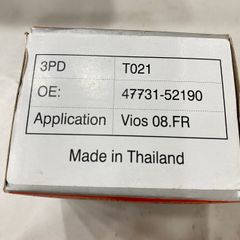 3PD T021
OE: 47731-52190
Application Vios 08.FR
Made in Thailand